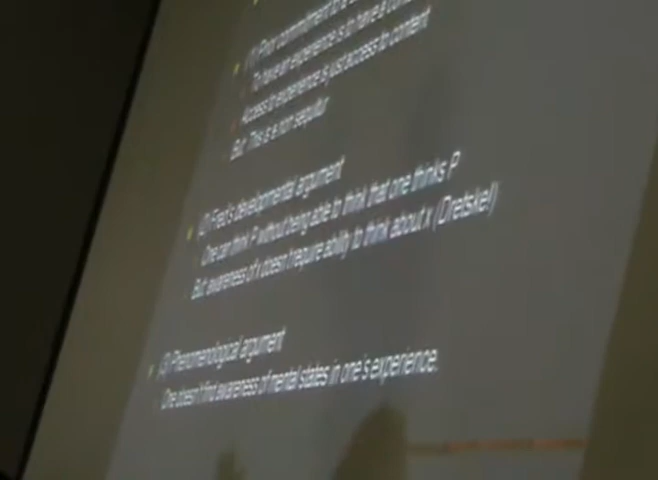 (1) Prior commitment to a
To have an experience is to have a
Access to experience is just access to content
But: This is a non sequitur
(2) Fred's developmental argument
One can think P without being able to think that one thinks P
But awareness of x doesn't require ability to think about x (Dretske!)
(3) Phenomenological argument
One doesn't find awareness of mental states in one's experience.